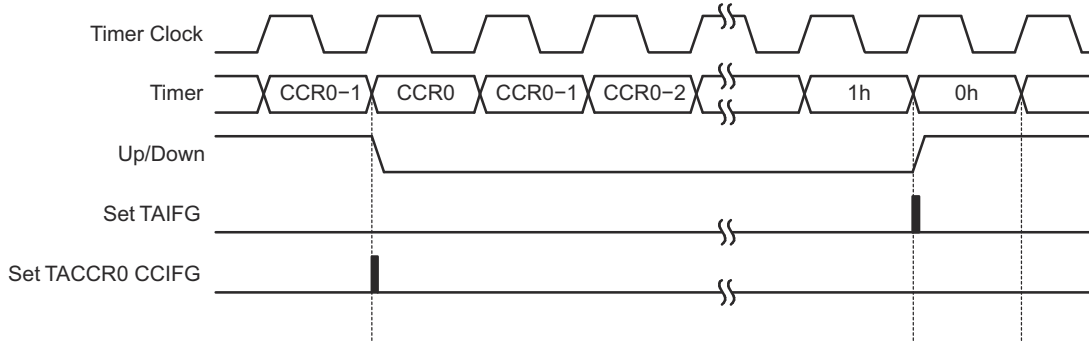 Timer Clock
Timer CCR0−1 CCR0 CCR0−1 CCR0−2 1h 0h
Up/Down
Set TAIFG
Set TACCR0 CCIFG